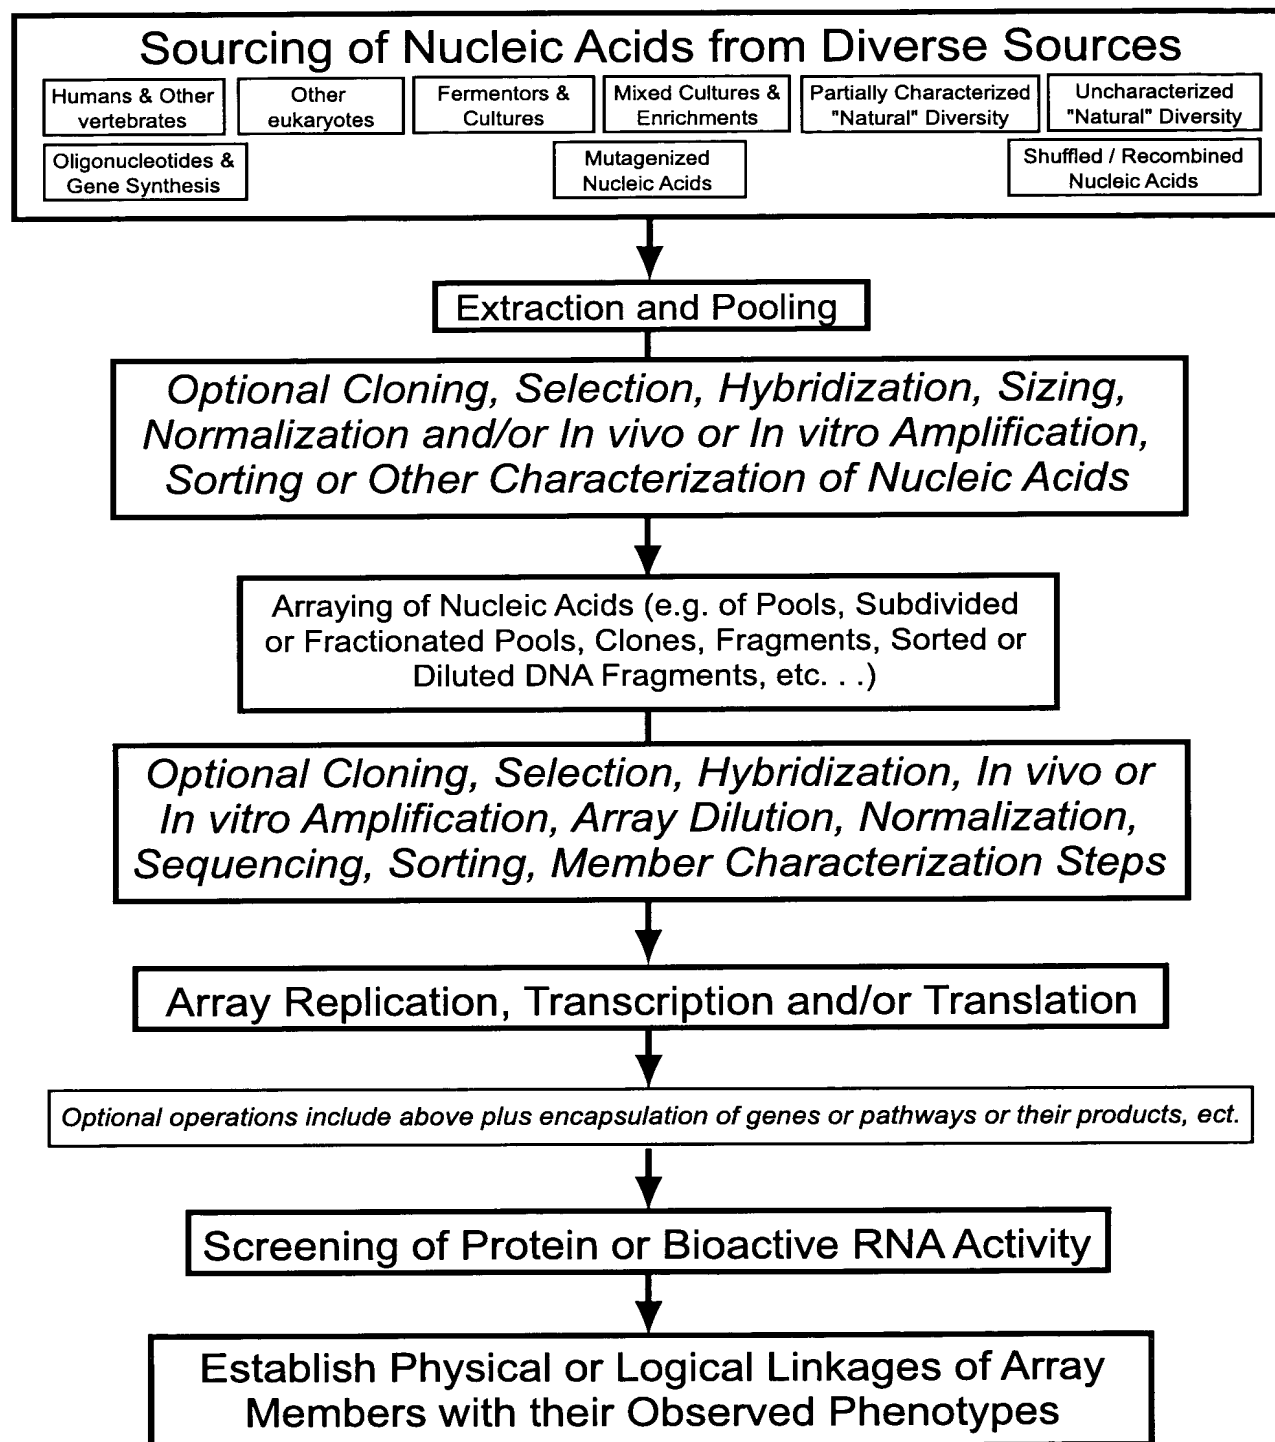 Sourcing of Nucleic Acids from Diverse Sources
Humans & Other
vertebrates
Other
eukaryotes
Fermentors &
Cultures
Mixed Cultures &
Enrichments
Partially Characterized
"Natural" Diversity
Uncharacterized
"Natural" Diversity
Oligonucleotides &
Gene Synthesis
Mutagenized
Nucleic Acids
Shuffled / Recombined
Nucleic Acids
Extraction and Pooling
Optional Cloning, Selection, Hybridization, Sizing,
Normalization and/or In vivo or In vitro Amplification,
Sorting or Other Characterization of Nucleic Acids
Arraying of Nucleic Acids (e.g. of Pools, Subdivided
or Fractionated Pools, Clones, Fragments, Sorted or
Diluted DNA Fragments, etc. . .)
Optional Cloning, Selection, Hybridization, In vivo or
In vitro Amplification, Array Dilution, Normalization,
Sequencing, Sorting, Member Characterization Steps
Array Replication, Transcription and/or Translation
Optional operations include above plus encapsulation of genes or pathways or their products, ect.
Screening of Protein or Bioactive RNA Activity
Establish Physical or Logical Linkages of Array
Members with their Observed Phenotypes